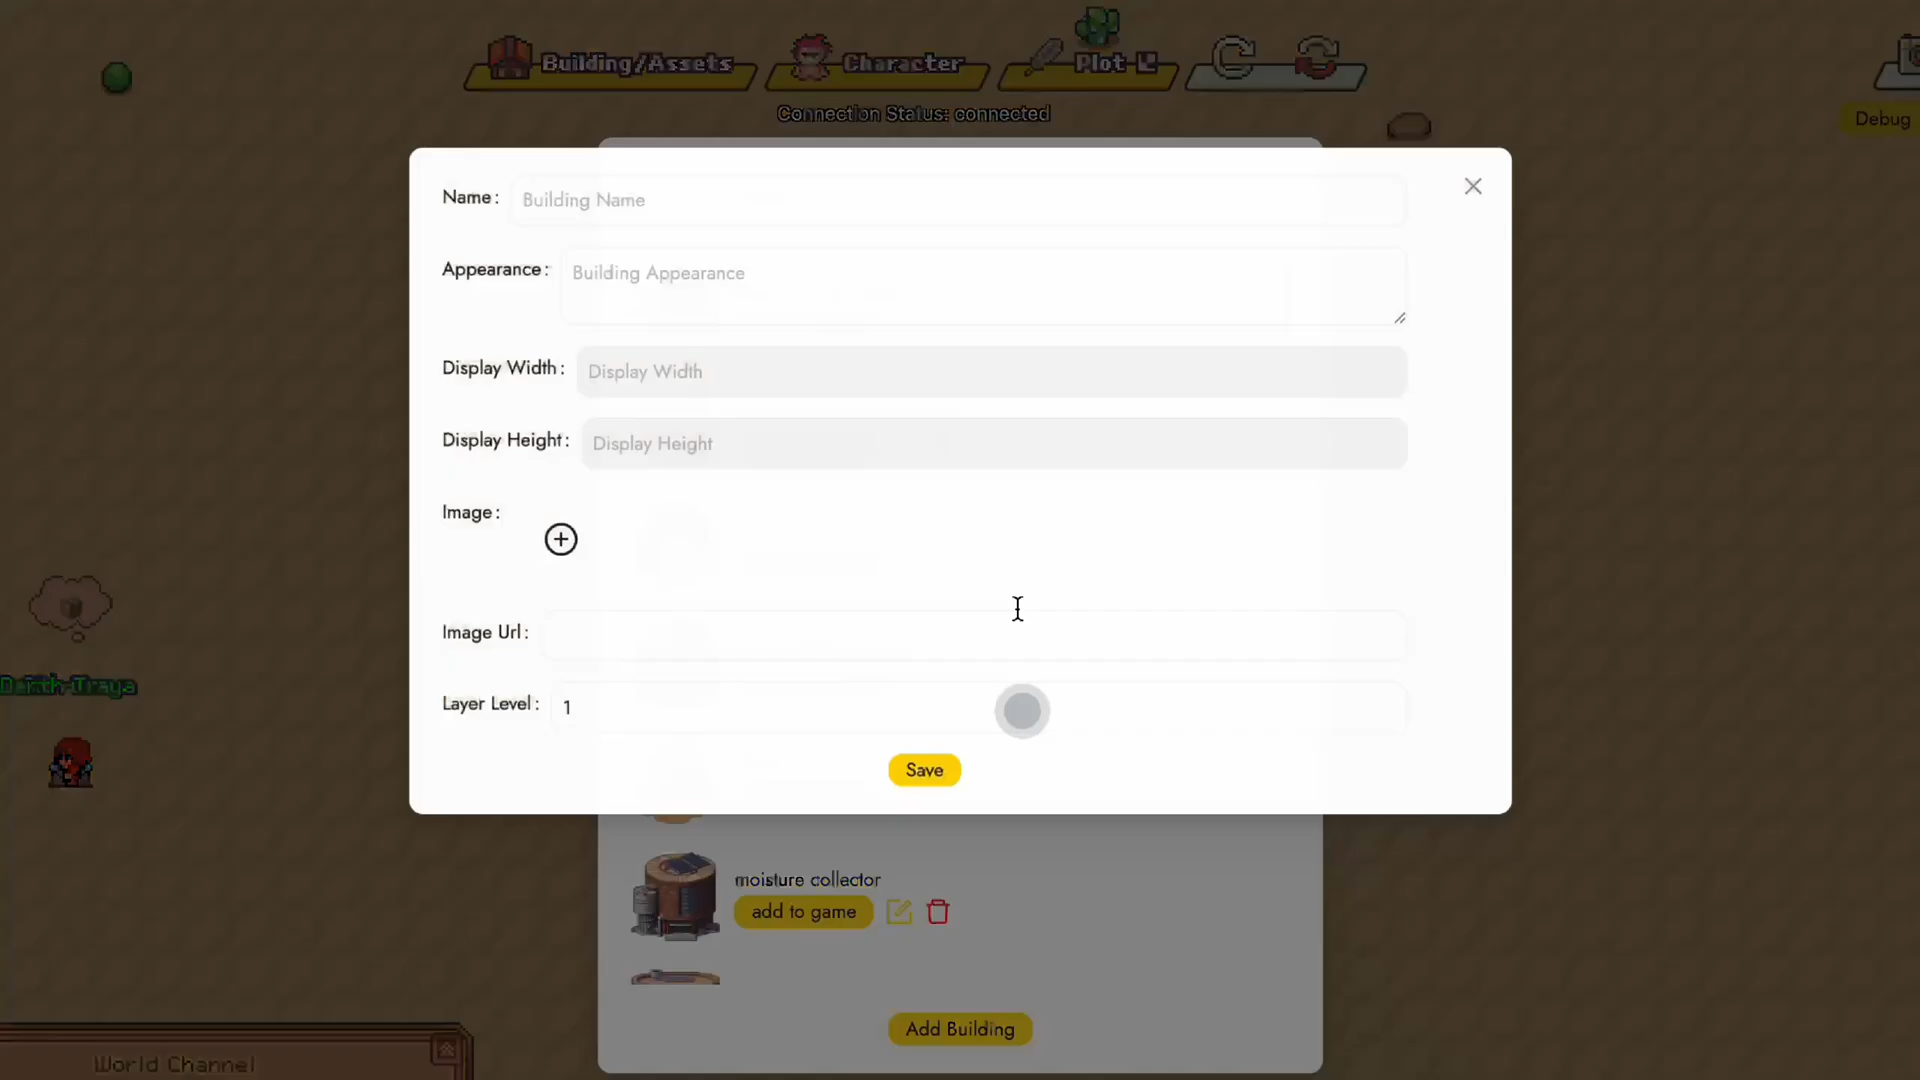 Building/Assets
Character
Plot
Connection Status: connected
Debug
Name:
Building Name
Appearance:
Building Appearance
Display Width:
Display Width
Display Height:
Display Height
Image:
Image Url:
Layer Level:
1
Save
Darth Traya
moisture collector
add to game
Add Building
World Channel